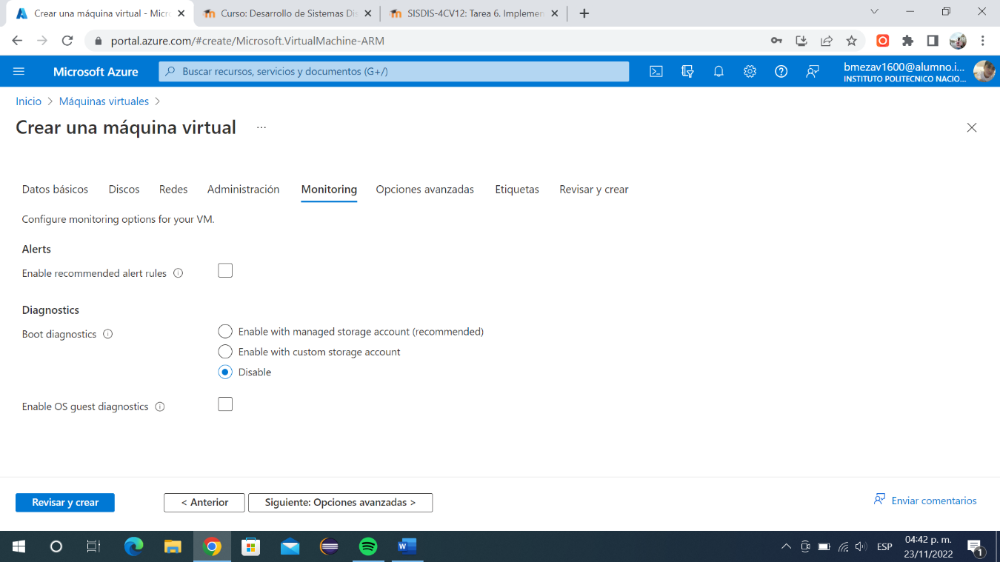 Crear una máquina virtual - Micr
Curso: Desarrollo de Sistemas Dis
SISDIS-4CV12: Tarea 6. Implemen
portal.azure.com/#create/Microsoft.VirtualMachine-ARM
Microsoft Azure
Buscar recursos, servicios y documentos (G+/)
bmezav1600@alumno.i...
INSTITUTO POLITECNICO NACIO...
Inicio > Máquinas virtuales >
Crear una máquina virtual ...
Datos básicos Discos Redes Administración Monitoring Opciones avanzadas Etiquetas Revisar y crear
Configure monitoring options for your VM.
Alerts
Enable recommended alert rules
Diagnostics
Boot diagnostics
Enable with managed storage account (recommended)
Enable with custom storage account
Disable
Enable OS guest diagnostics
Revisar y crear
< Anterior
Siguiente: Opciones avanzadas >
Enviar comentarios
ESP
04:42 p. m.
23/11/2022
1